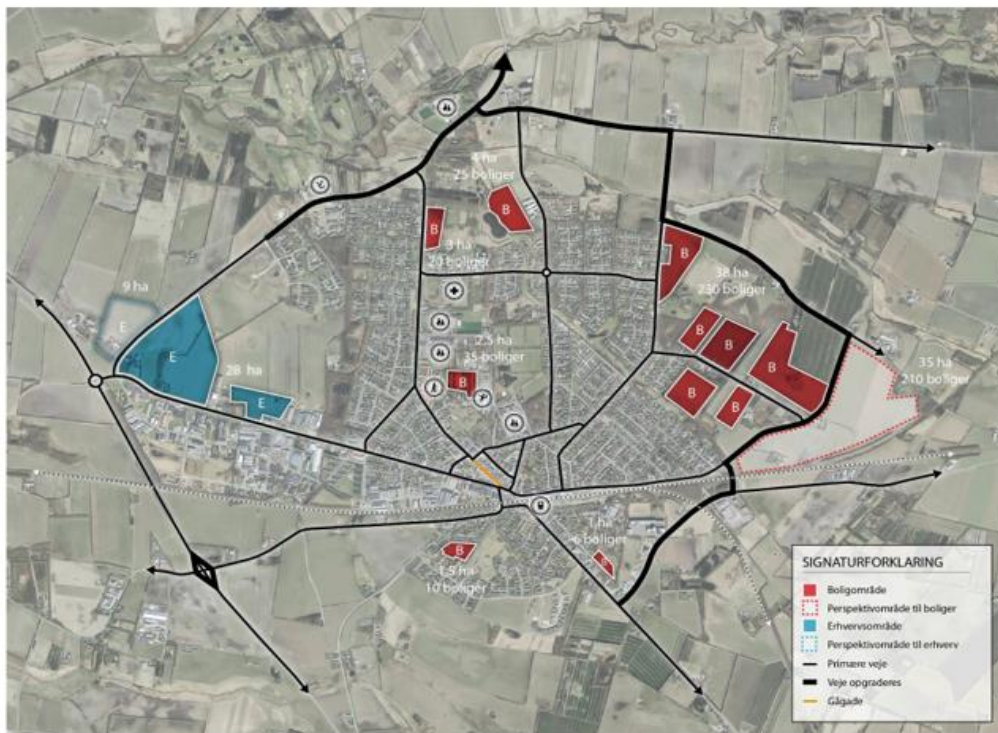 4 ha
25 boliger
B
B
3 ha
20 boliger
B
38 ha
230 boliger
9 ha
E
E
28 ha
E
2,5 ha
35 boliger
B
B
B
B
B
B
35 ha
210 boliger
1 ha
6 boliger
B
B
1,5 ha
10 boliger
SIGNATURFORKLARING
Boligområde
Perspektivområde til boliger
Erhvervsområde
Perspektivområde til erhverv
Primære veje
Veje opgraderes
Gågade